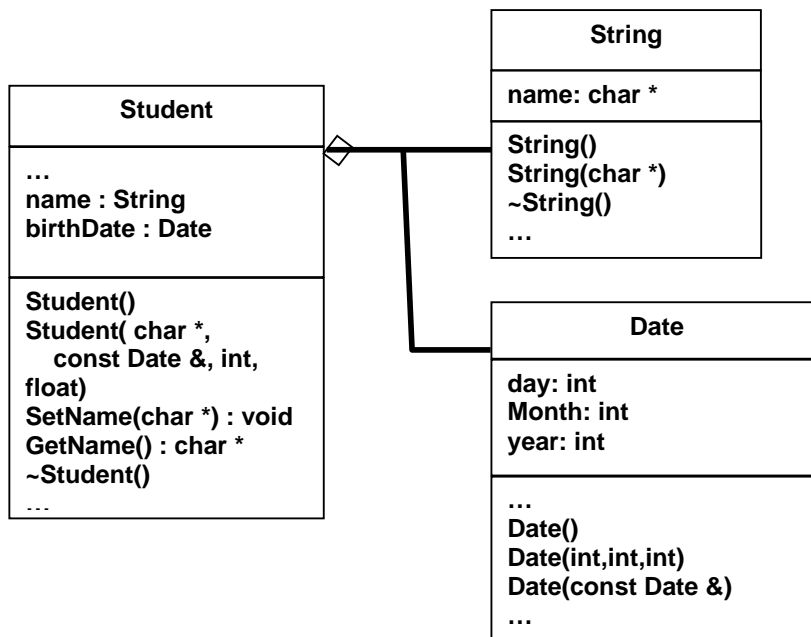 Student
…
name : String
birthDate : Date
Student()
Student( char *,
const Date &, int,
float)
SetName(char *) : void
GetName() : char *
~Student()
…
String
name: char *
String()
String(char *)
~String()
…
Date
day: int
Month: int
year: int
…
Date()
Date(int,int,int)
Date(const Date &)
…